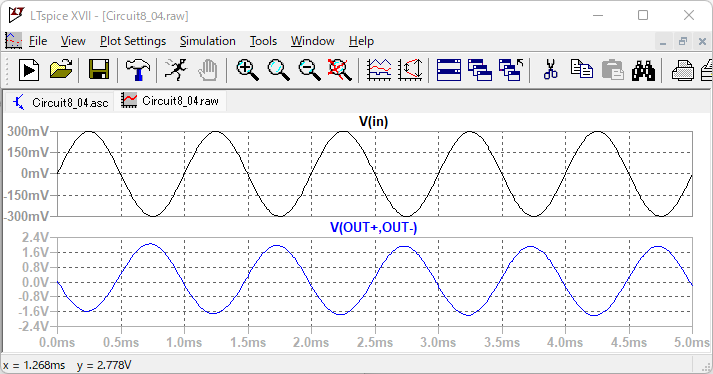 LTspice XVII - [Circuit8_04.raw]
File View Plot Settings Simulation Tools Window Help
Circuit8_04.asc Circuit8_04.raw
V(in)
300mV
150mV
0mV
-150mV
-300mV
V(OUT+,OUT-)
2.4V
1.6V
0.8V
0.0V
-0.8V
-1.6V
-2.4V
0.0ms 0.5ms 1.0ms 1.5ms 2.0ms 2.5ms 3.0ms 3.5ms 4.0ms 4.5ms 5.0ms
x = 1.268ms y = 2.778V